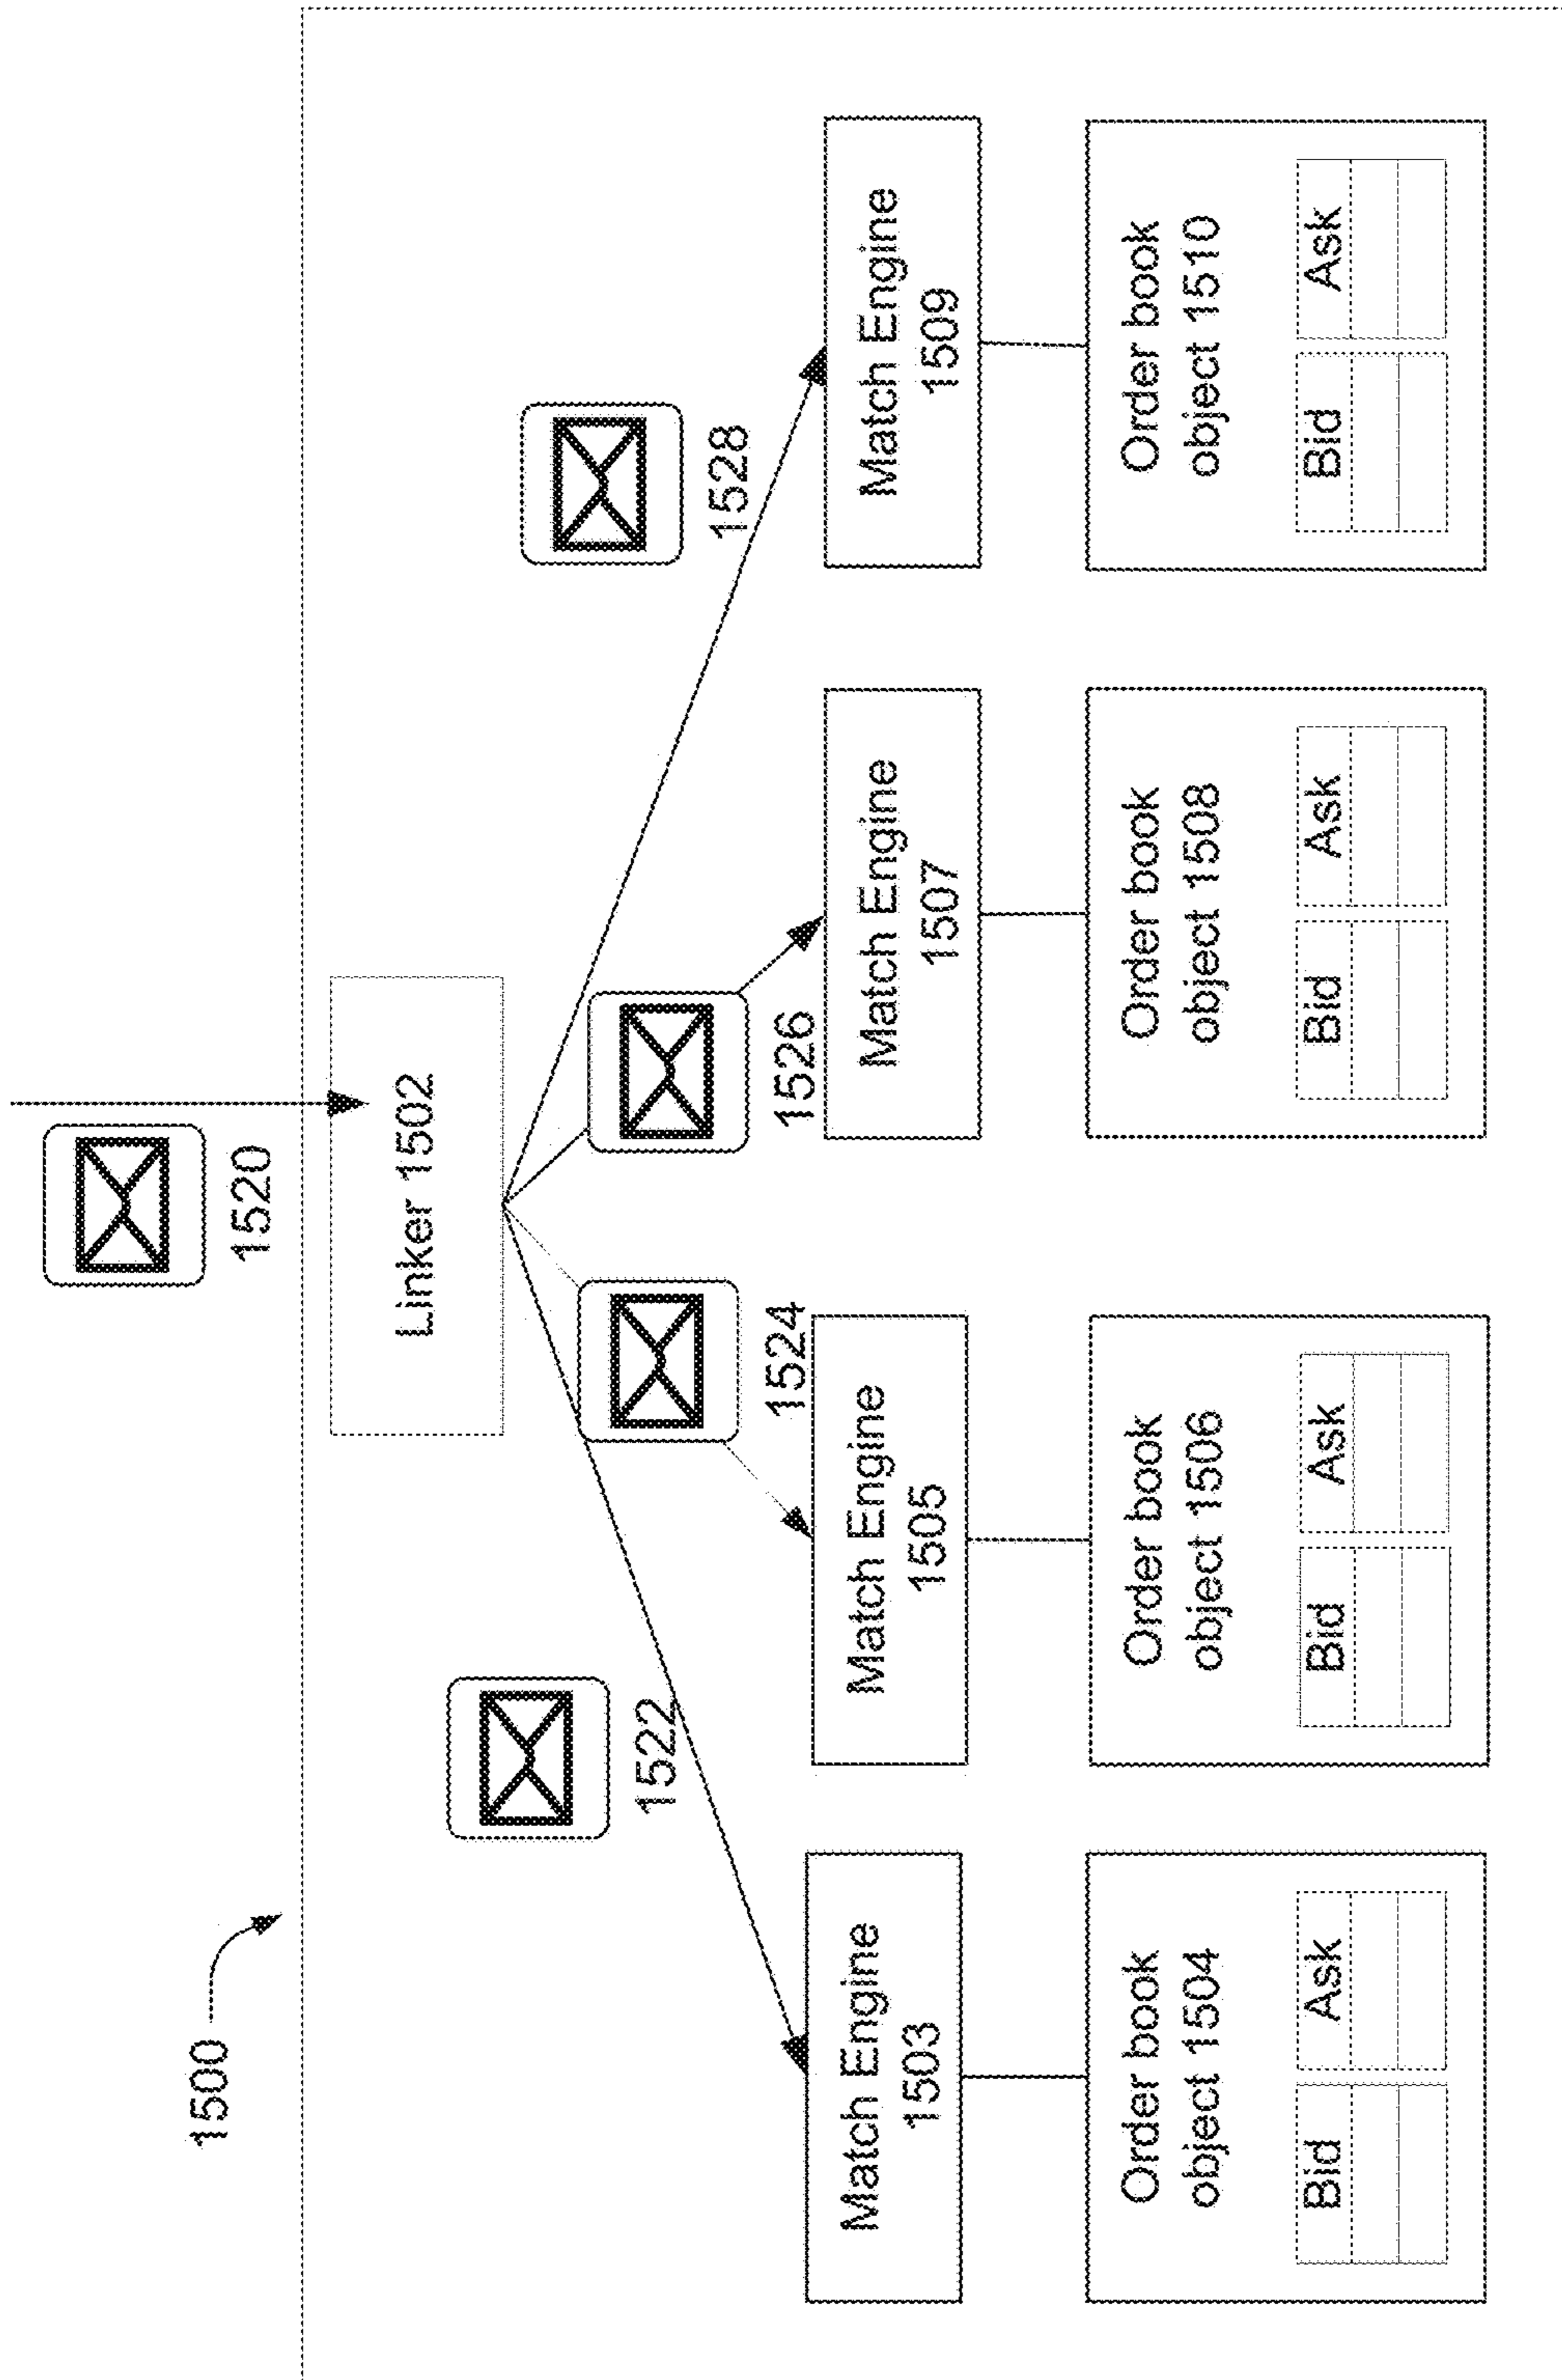 1500
1520
Linker 1502
1522
1524
1526
1528
Match Engine
1503
Match Engine
1505
Match Engine
1507
Match Engine
1509
Order book
object 1504
Bid
Ask
Order book
object 1506
Bid
Ask
Order book
object 1508
Bid
Ask
Order book
object 1510
Bid
Ask